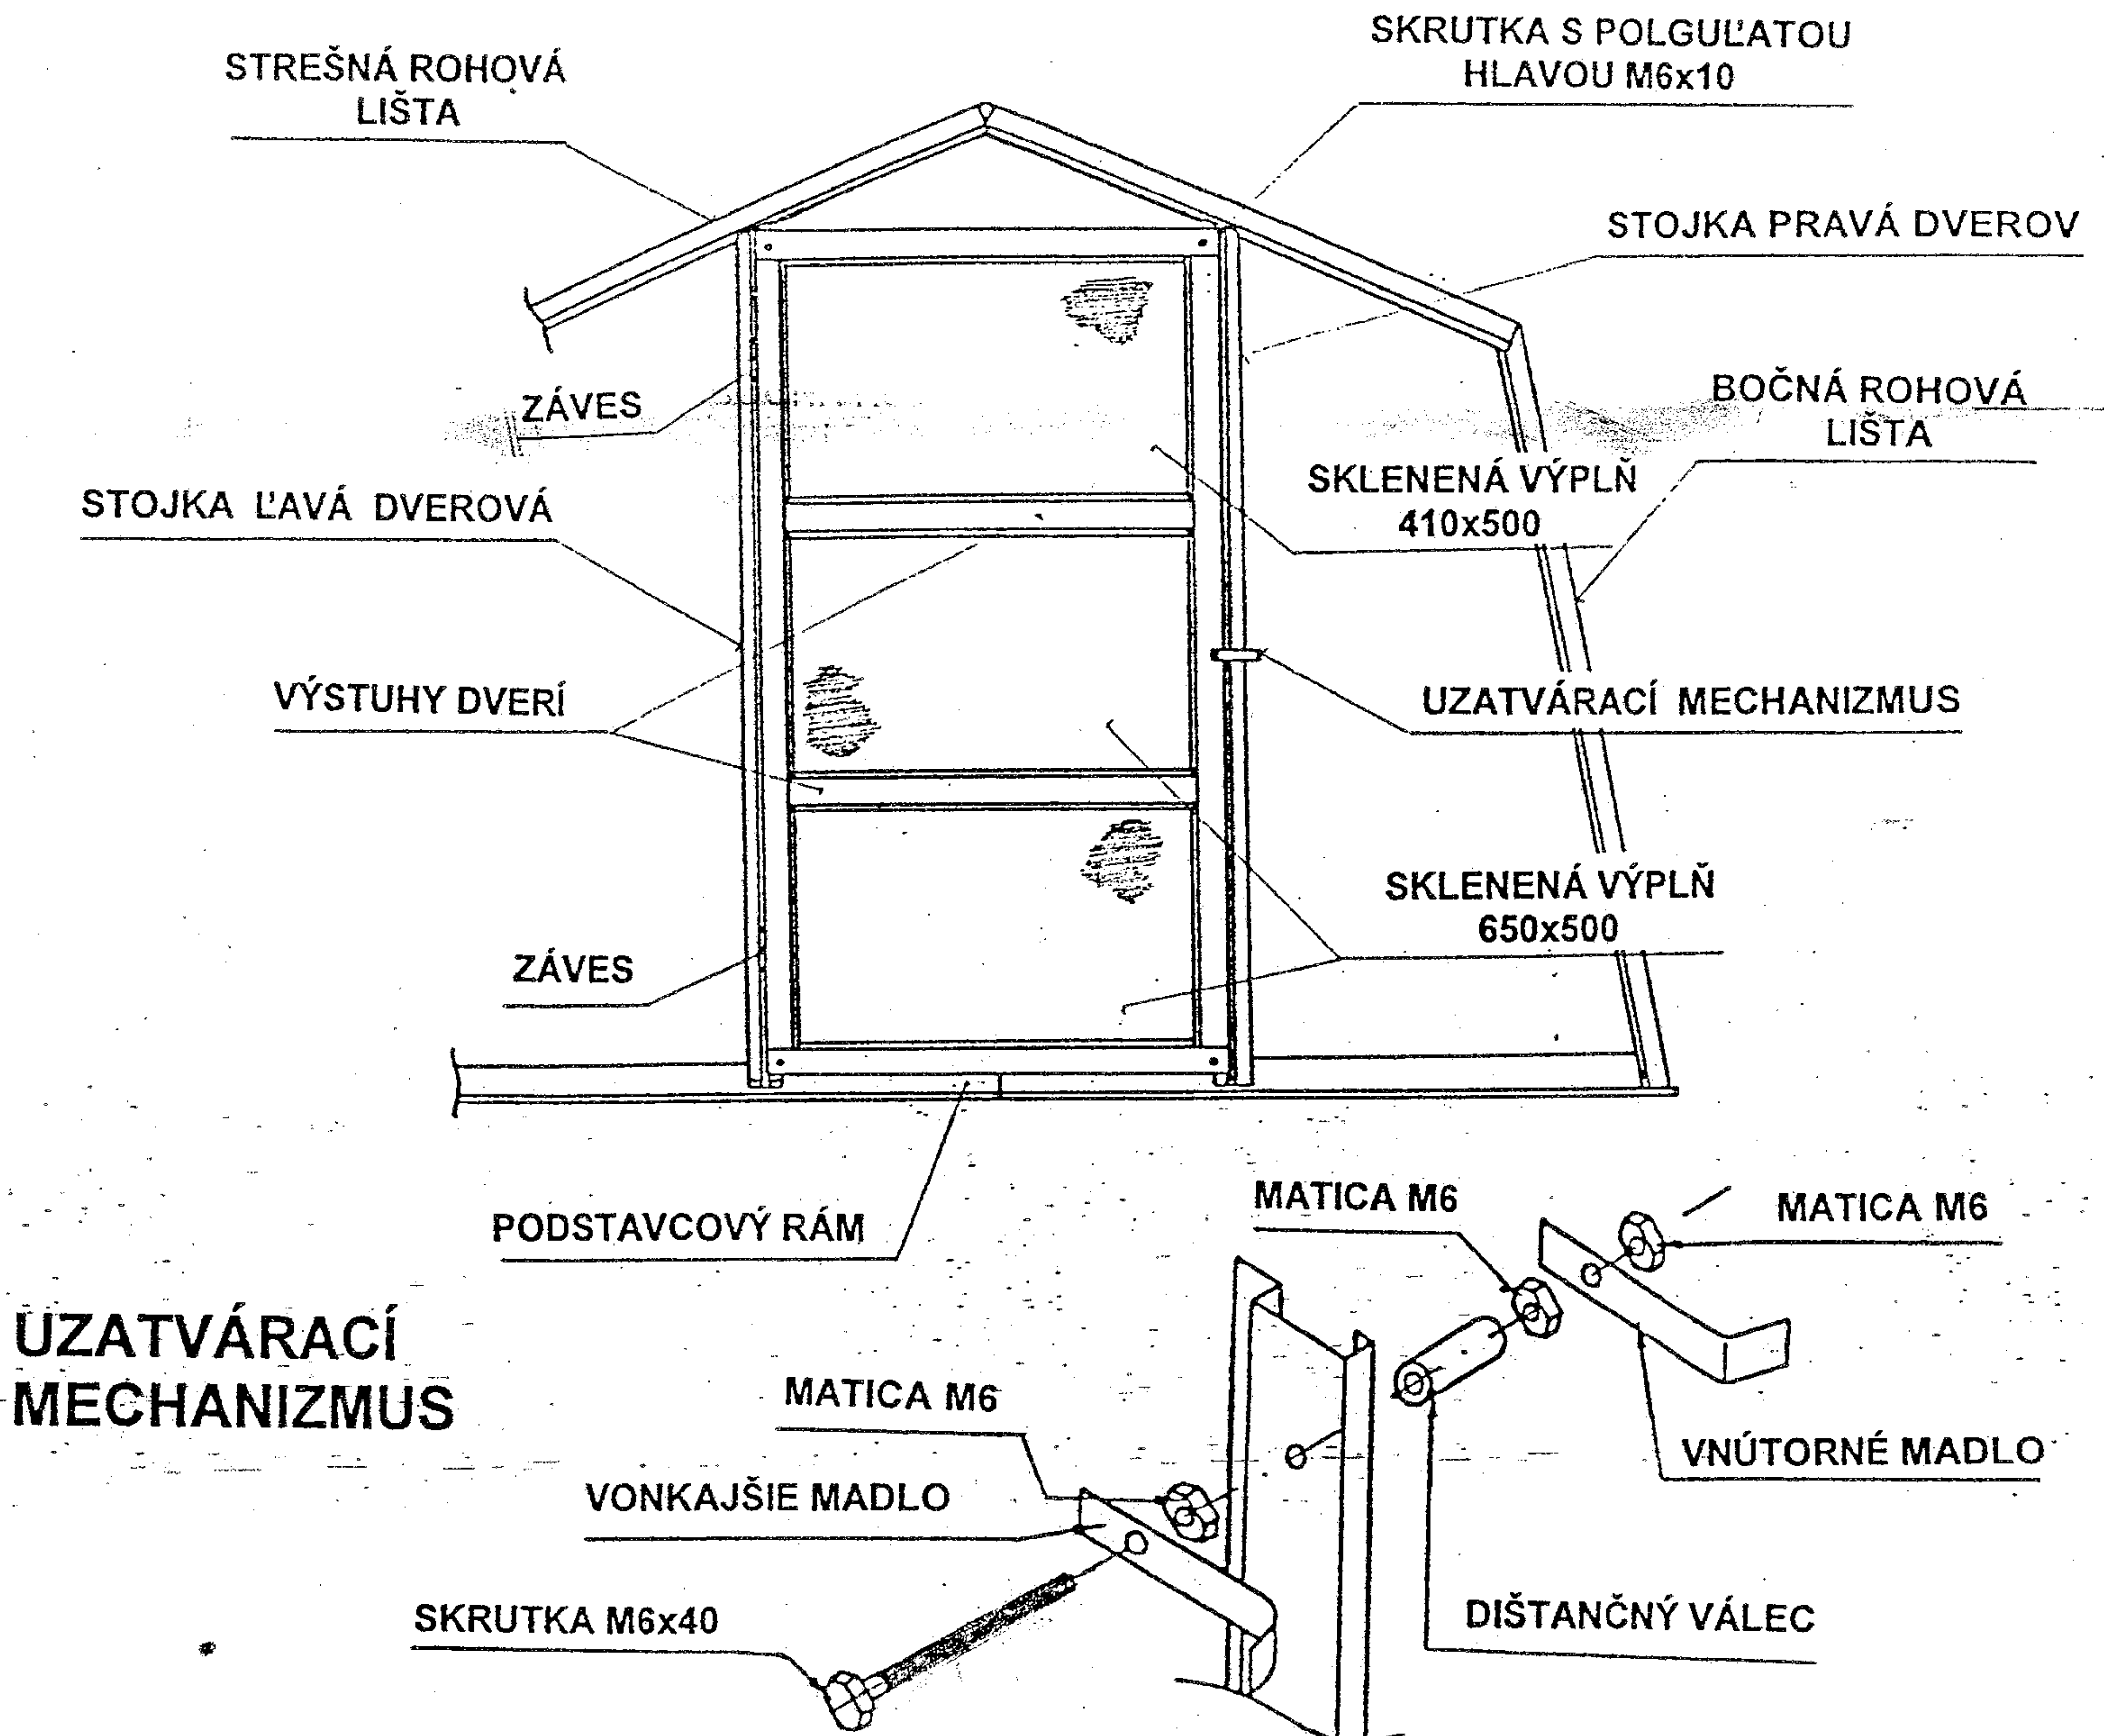 SKRUTKA S POLGUĽATOU
HLAVOU M6x10
STREŠNÁ ROHOVÁ
LIŠTA
STOJKA PRAVÁ DVEROV
ZÁVES
BOČNÁ ROHOVÁ
LIŠTA
SKLENENÁ VÝPLŇ
410x500
STOJKA ĽAVÁ DVEROVÁ
VÝSTUHY DVERÍ
UZATVÁRACÍ MECHANIZMUS
SKLENENÁ VÝPLŇ
650x500
ZÁVES
PODSTAVCOVÝ RÁM
MATICA M6
MATICA M6
UZATVÁRACÍ
MECHANIZMUS
MATICA M6
VNÚTORNÉ MADLO
VONKAJŠIE MADLO
SKRUTKA M6x40
DIŠTANČNÝ VÁLEC